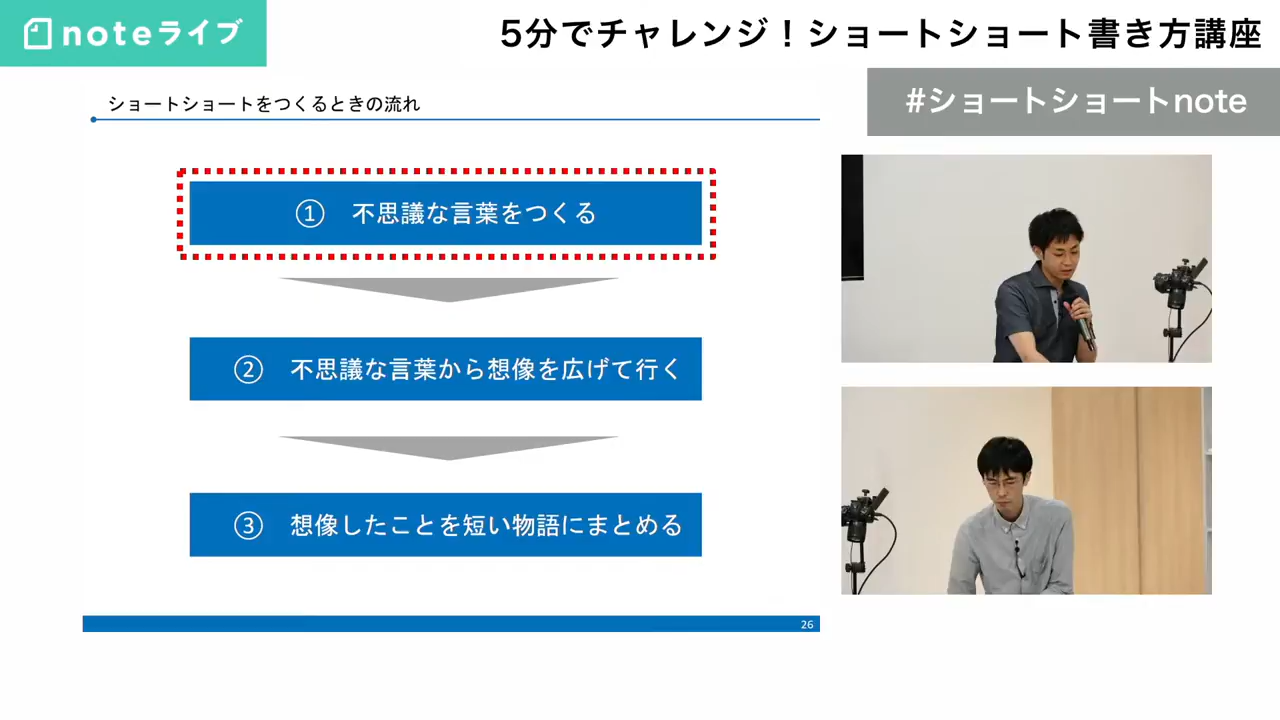 noteライブ
5分でチャレンジ！ショートショート書き方講座
#ショートショートnote
ショートショートをつくるときの流れ
① 不思議な言葉をつくる
② 不思議な言葉から想像を広げて行く
③ 想像したことを短い物語にまとめる
26